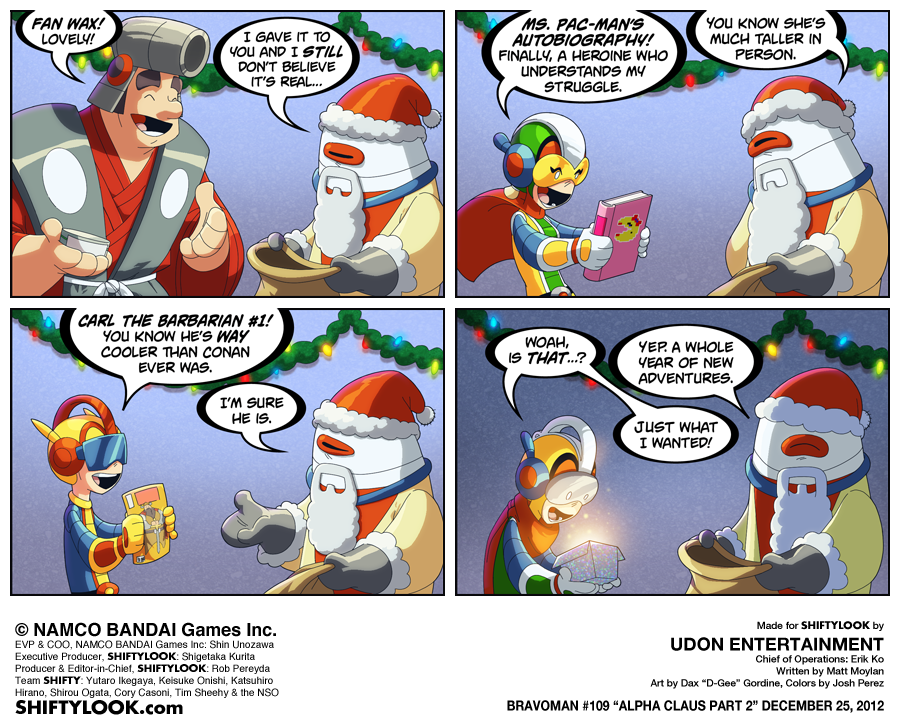 FAN WAX!
LOVELY!
I GAVE IT TO
YOU AND I STILL
DON'T BELIEVE
IT'S REAL...
MS. PAC-MAN'S
AUTOBIOGRAPHY!
FINALLY, A HEROINE WHO
UNDERSTANDS MY
STRUGGLE.
YOU KNOW SHE'S
MUCH TALLER IN
PERSON.
CARL THE BARBARIAN #1!
YOU KNOW HE'S WAY
COOLER THAN CONAN
EVER WAS.
I'M SURE
HE IS.
WOAH,
IS THAT...?
YEP. A WHOLE
YEAR OF NEW
ADVENTURES.
JUST WHAT
I WANTED!
© NAMCO BANDAI Games Inc.
EVP & COO, NAMCO BANDAI Games Inc: Shin Unozawa
Executive Producer, SHIFTYLOOK: Shigetaka Kurita
Producer & Editor-in-Chief, SHIFTYLOOK: Rob Pereyda
Team SHIFTY: Yutaro Ikegaya, Keisuke Onishi, Katsuhiro
Hirano, Shirou Ogata, Cory Casoni, Tim Sheehy & the NSO
SHIFTYLOOK.com
Made for SHIFTYLOOK by
UDON ENTERTAINMENT
Chief of Operations: Erik Ko
Written by Matt Moylan
Art by Dax "D-Gee" Gordine, Colors by Josh Perez
BRAVOMAN #109 "ALPHA CLAUS PART 2" DECEMBER 25, 2012